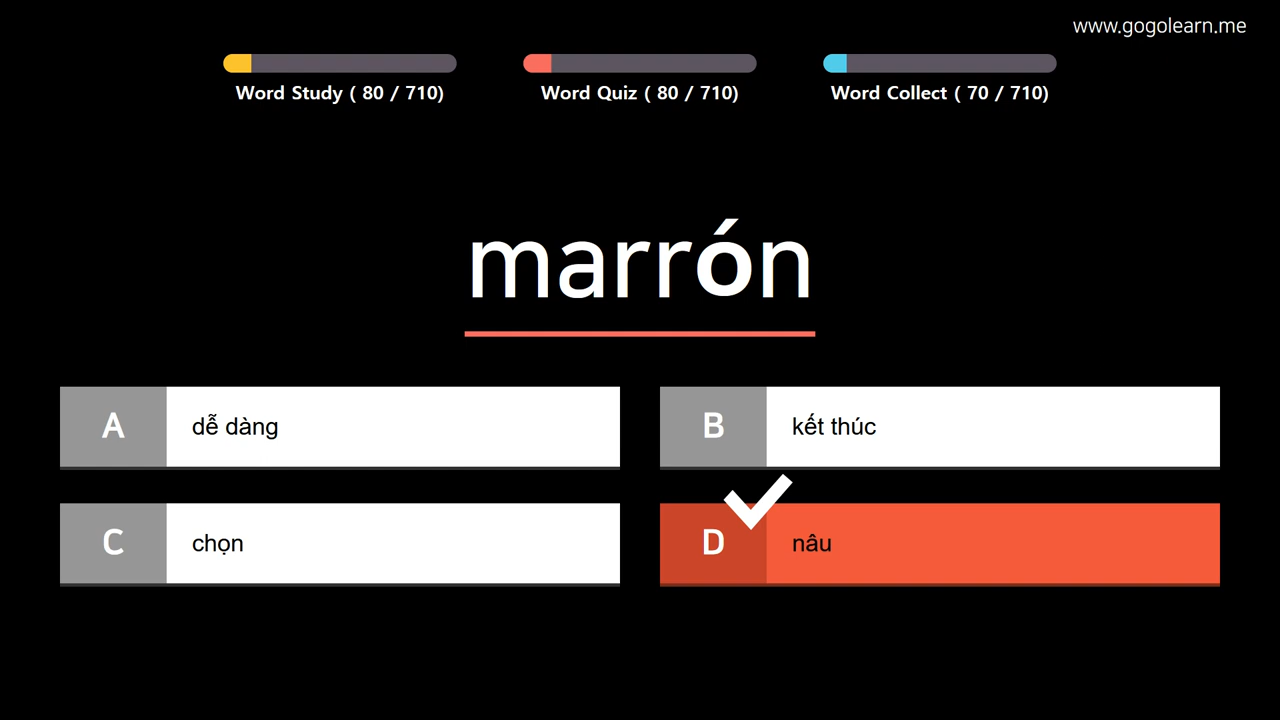 www.gogolearn.me
Word Study ( 80 / 710)
Word Quiz ( 80 / 710)
Word Collect ( 70 / 710)
marrón
A dễ dàng
B kết thúc
C chọn
D nâu